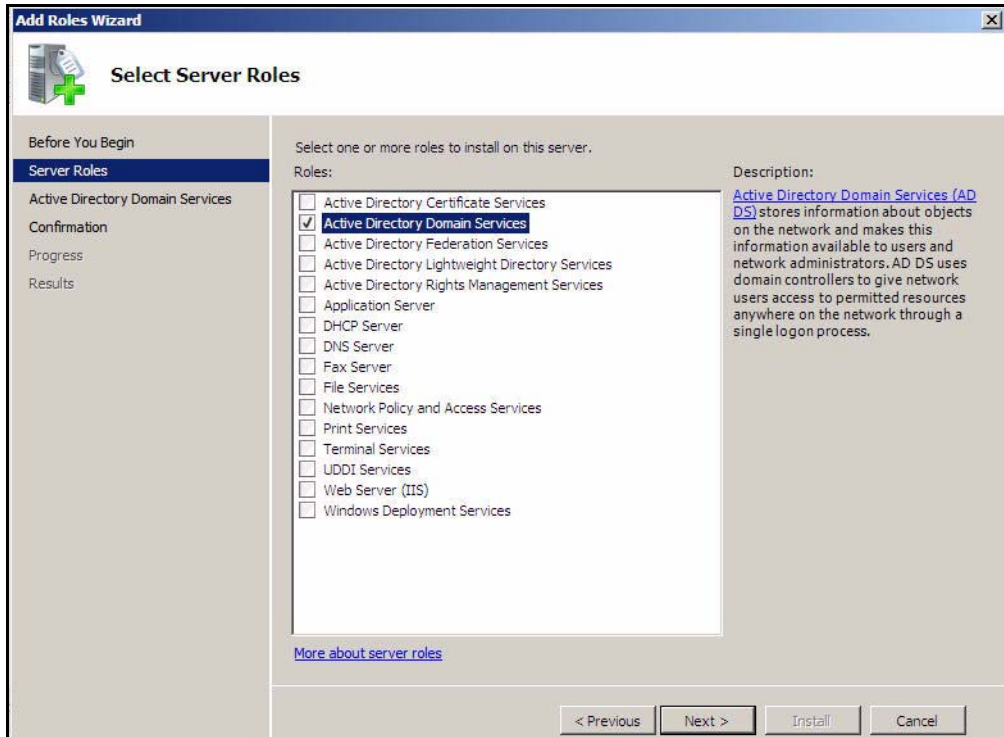 Add Roles Wizard
Select Server Roles
Before You Begin
Server Roles
Active Directory Domain Services
Confirmation
Progress
Results
Select one or more roles to install on this server.
Roles:
Active Directory Certificate Services
Active Directory Domain Services
Active Directory Federation Services
Active Directory Lightweight Directory Services
Active Directory Rights Management Services
Application Server
DHCP Server
DNS Server
Fax Server
File Services
Network Policy and Access Services
Print Services
Terminal Services
UDDI Services
Web Server (IIS)
Windows Deployment Services
More about server roles
Description:
Active Directory Domain Services (AD
DS) stores information about objects
on the network and makes this
information available to users and
network administrators. AD DS uses
domain controllers to give network
users access to permitted resources
anywhere on the network through a
single logon process.
< Previous
Next >
Install
Cancel